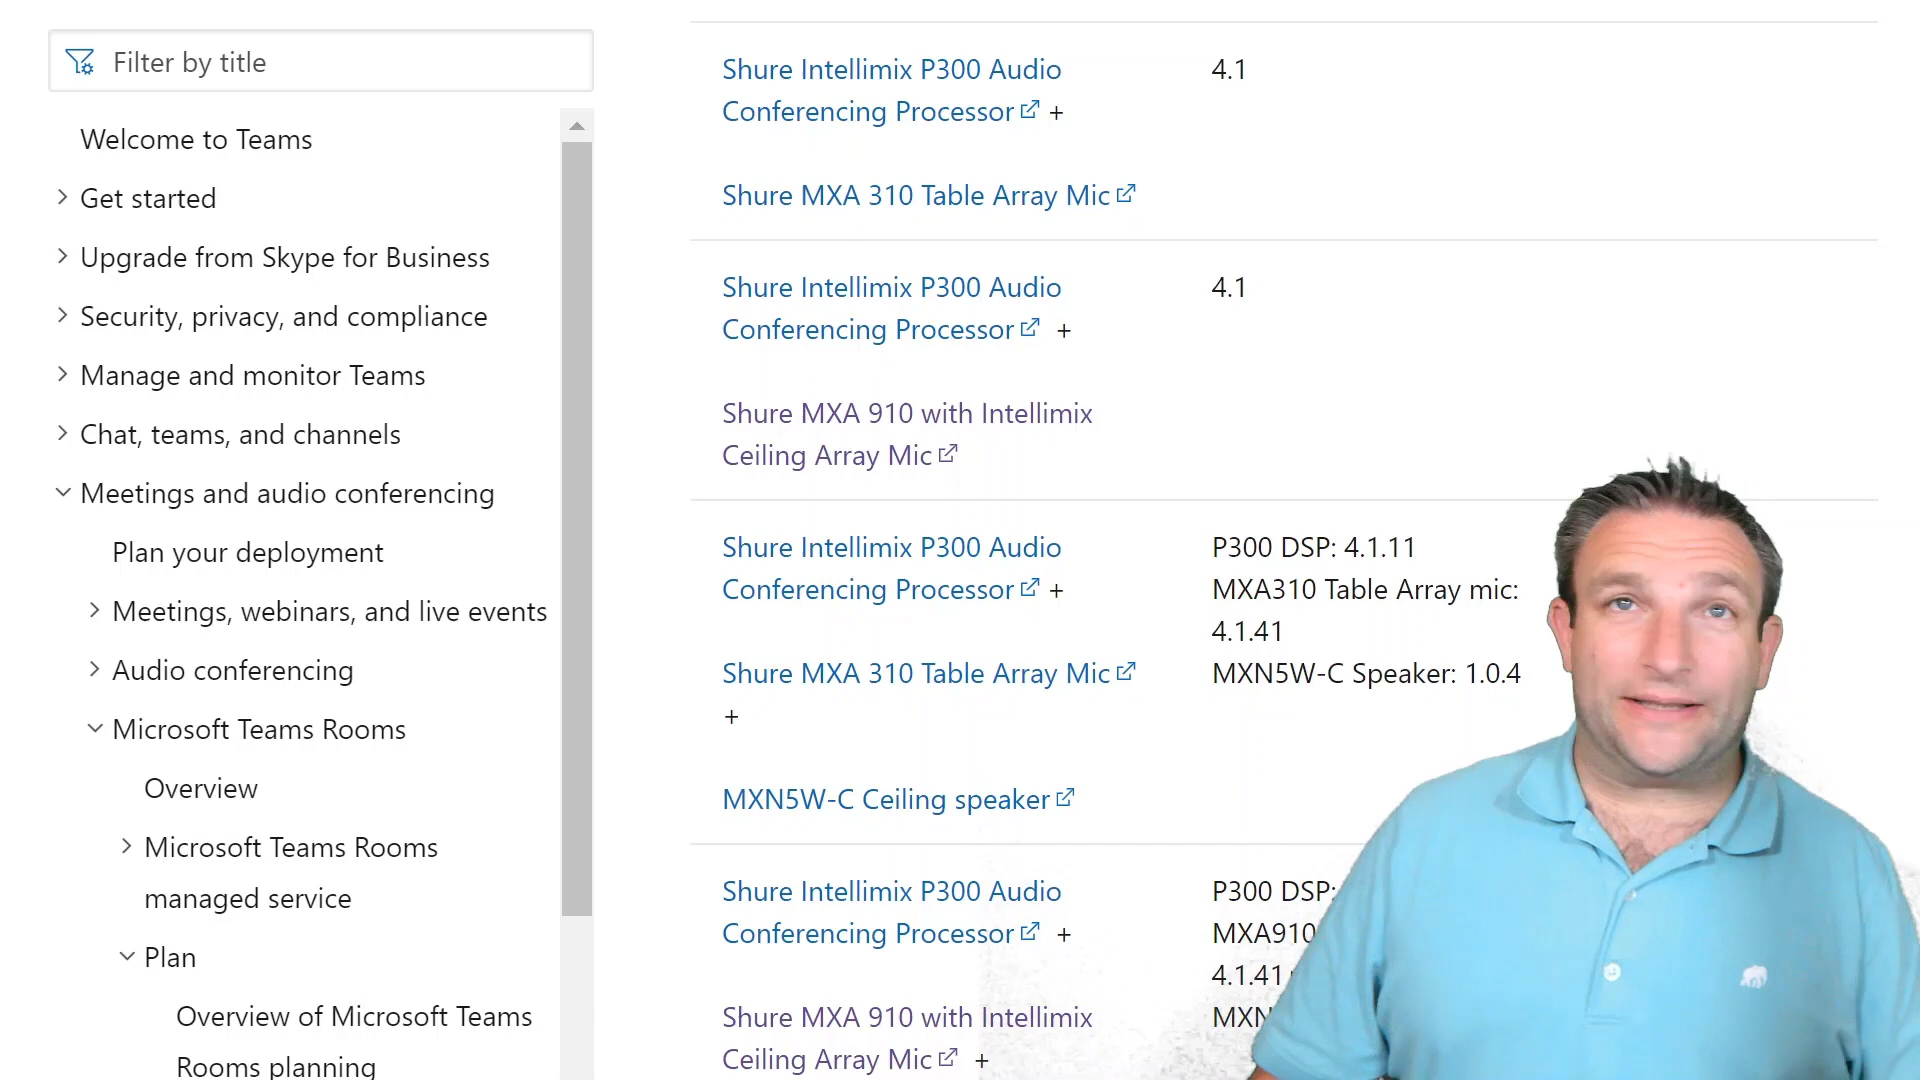 Filter by title
Welcome to Teams
Get started
Upgrade from Skype for Business
Security, privacy, and compliance
Manage and monitor Teams
Chat, teams, and channels
Meetings and audio conferencing
Plan your deployment
Meetings, webinars, and live events
Audio conferencing
Microsoft Teams Rooms
Overview
Microsoft Teams Rooms
managed service
Plan
Overview of Microsoft Teams
Rooms planning
Shure Intellimix P300 Audio
Conferencing Processor +
Shure MXA 310 Table Array Mic
4.1
Shure Intellimix P300 Audio
Conferencing Processor +
Shure MXA 910 with Intellimix
Ceiling Array Mic
4.1
Shure Intellimix P300 Audio
Conferencing Processor +
Shure MXA 310 Table Array Mic
+
MXN5W-C Ceiling speaker
P300 DSP: 4.1.11
MXA310 Table Array mic:
4.1.41
MXN5W-C Speaker: 1.0.4
Shure Intellimix P300 Audio
Conferencing Processor +
Shure MXA 910 with Intellimix
Ceiling Array Mic +
P300 DSP:
MXA910
4.1.41